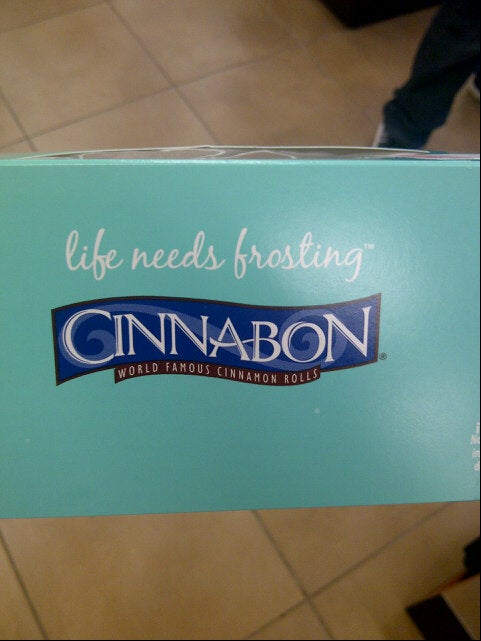 life needs frosting™
CINNABON®
WORLD FAMOUS CINNAMON ROLLS